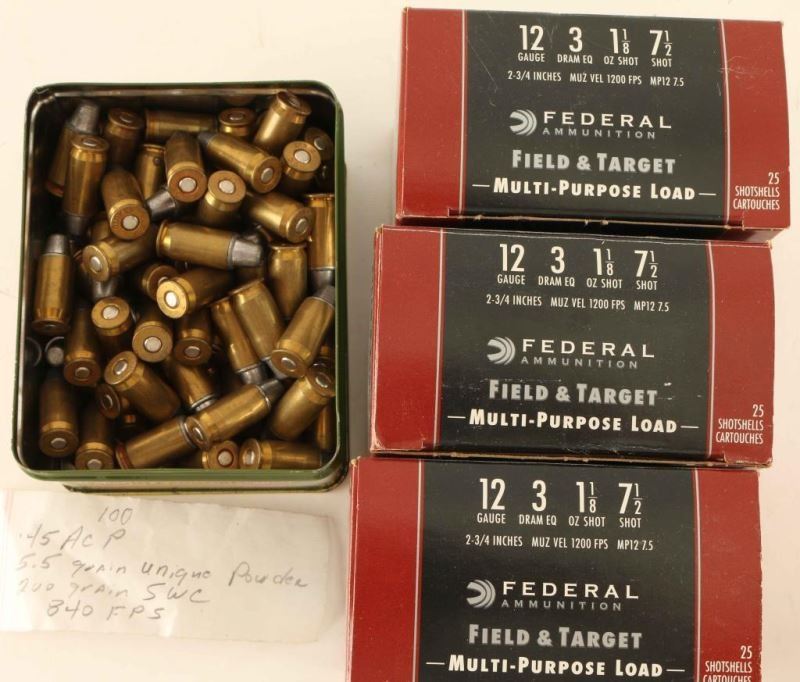 12 3 1 1/8 7 1/2
GAUGE DRAM EQ OZ SHOT SHOT
2-3/4 INCHES MUZ VEL 1200 FPS MP12 7.5
FEDERAL
AMMUNITION
FIELD & TARGET
MULTI-PURPOSE LOAD
25
SHOTSHELLS
CARTOUCHES
12 3 1 1/8 7 1/2
GAUGE DRAM EQ OZ SHOT SHOT
2-3/4 INCHES MUZ VEL 1200 FPS MP12 7.5
FEDERAL
AMMUNITION
FIELD & TARGET
MULTI-PURPOSE LOAD
25
SHOTSHELLS
CARTOUCHES
12 3 1 1/8 7 1/2
GAUGE DRAM EQ OZ SHOT SHOT
2-3/4 INCHES MUZ VEL 1200 FPS MP12 7.5
FEDERAL
AMMUNITION
FIELD & TARGET
MULTI-PURPOSE LOAD
25
SHOTSHELLS
CARTOUCHES
100
.45 ACP
5.5 grain unique Powder
200 grain SWC
840 FPS